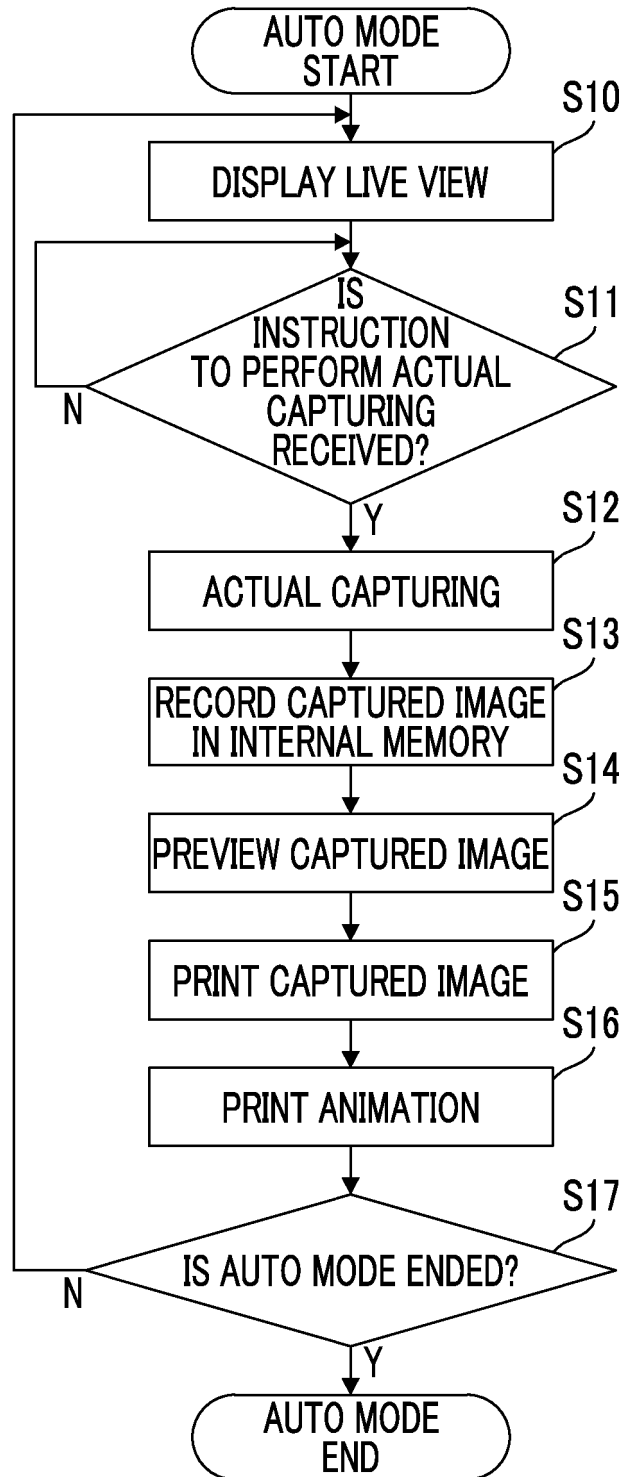 AUTO MODE
START
S10
DISPLAY LIVE VIEW
S11
IS
INSTRUCTION
TO PERFORM ACTUAL
CAPTURING
RECEIVED?
N
Y
S12
ACTUAL CAPTURING
S13
RECORD CAPTURED IMAGE
IN INTERNAL MEMORY
S14
PREVIEW CAPTURED IMAGE
S15
PRINT CAPTURED IMAGE
S16
PRINT ANIMATION
S17
IS AUTO MODE ENDED?
N
Y
AUTO MODE
END